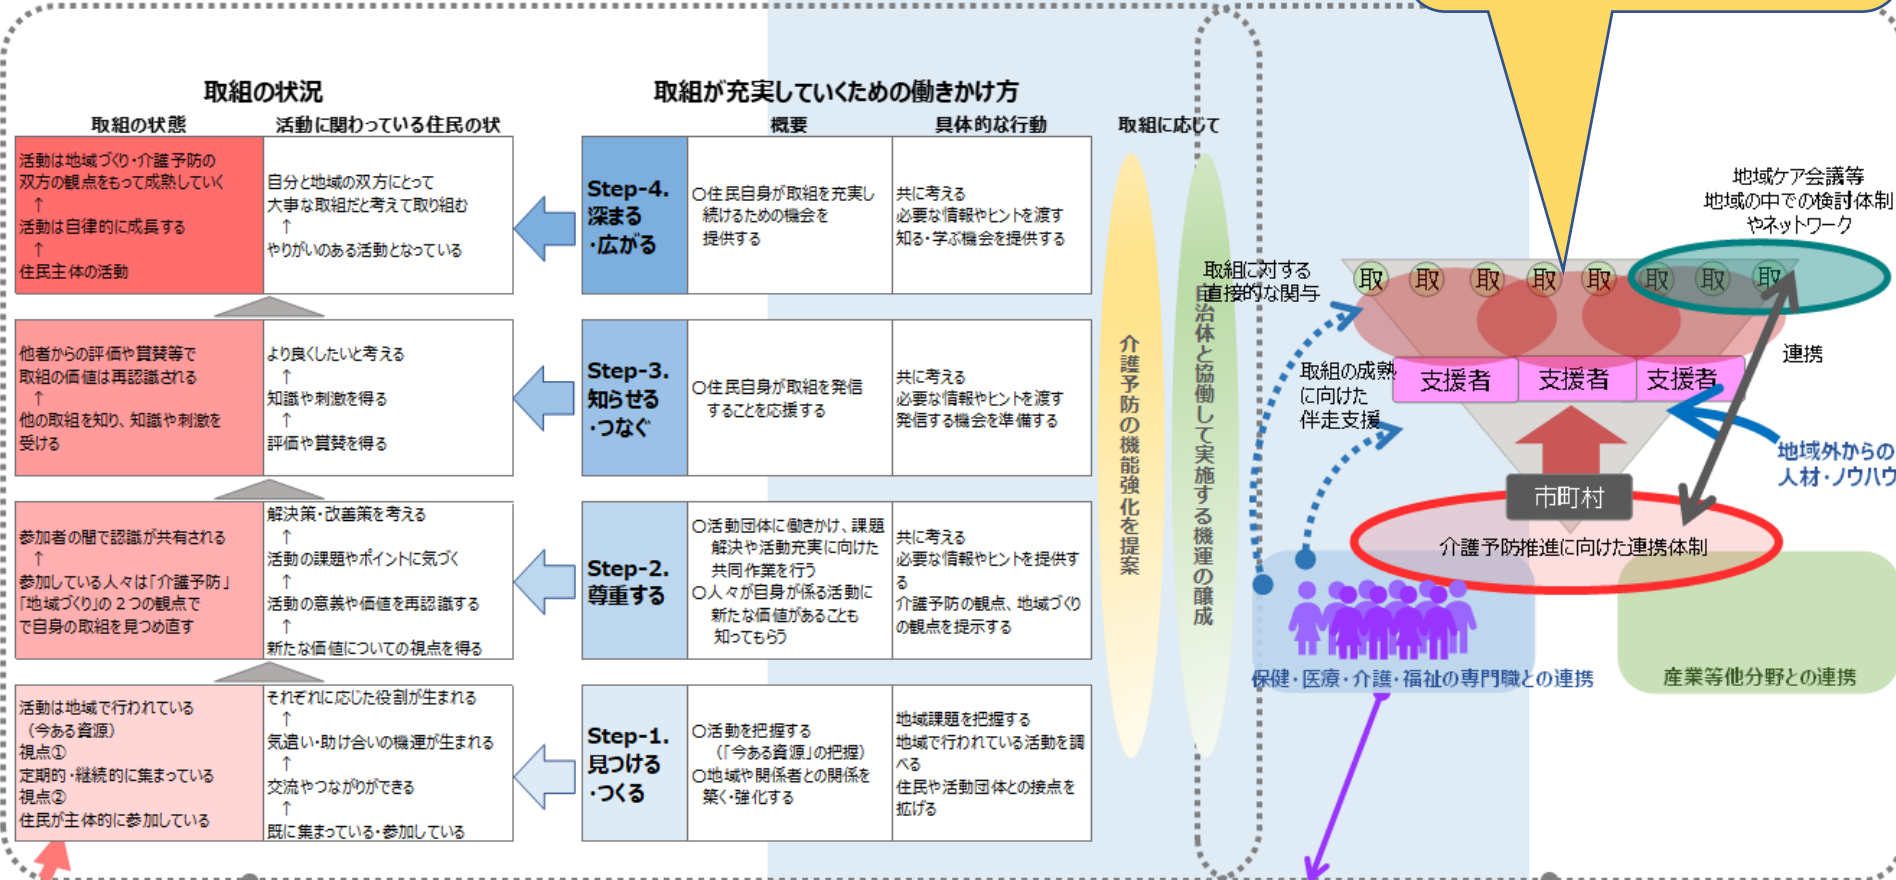 取組の状況
取組の状態
活動に関わっている住民の状
活動は地域づくり・介護予防の
双方の観点をもって成熟していく
↑
活動は自律的に成長する
↑
住民主体の活動
自分と地域の双方にとって
大事な取組だと考えて取り組む
↑
やりがいのある活動となっている
他者からの評価や賞賛等で
取組の価値は再認識される
↑
他の取組を知り、知識や刺激を
受ける
より良くしたいと考える
↑
知識や刺激を得る
↑
評価や賞賛を得る
参加者の間で認識が共有される
↑
参加している人々は「介護予防」
「地域づくり」の２つの観点で
で自身の取組を見つめ直す
解決策・改善策を考える
↑
活動の課題やポイントに気づく
↑
活動の意義や価値を再認識する
↑
新たな価値についての視点を得る
活動は地域で行われている
（今ある資源）
視点①
定期的・継続的に集まっている
視点②
住民が主体的に参加している
それぞれに応じた役割が生まれる
↑
気遣い・助け合いの機運が生まれる
↑
交流やつながりができる
↑
既に集まっている・参加している
取組が充実していくための働きかけ方
概要
具体的な行動
Step-4.
深まる
・広がる
○住民自身が取組を充実し
続けるための機会を
提供する
共に考える
必要な情報やヒントを渡す
知る・学ぶ機会を提供する
Step-3.
知らせる
・つなぐ
○住民自身が取組を発信
することを応援する
共に考える
必要な情報やヒントを渡す
発信する機会を準備する
Step-2.
尊重する
○活動団体に働きかけ、課題
解決や活動充実に向けた
共同作業を行う
○人々が自身が係る活動に
新たな価値があることも
知ってもらう
共に考える
必要な情報やヒントを提供す
る
介護予防の観点、地域づくり
の観点を提示する
Step-1.
見つける
・つくる
○活動を把握する
（「今ある資源」の把握）
○地域や関係者との関係を
築く・強化する
地域課題を把握する
地域で行われている活動を調
べる
住民や活動団体との接点を
拡げる
取組に応じて
介護予防の機能強化を提案
自治体と協働して実施する機運の醸成
地域ケア会議等
地域の中での検討体制
やネットワーク
取組に対する
直接的な関与
取 取 取 取 取 取 取 取
連携
取組の成熟
に向けた
伴走支援
支援者 支援者 支援者
地域外からの
人材・ノウハウ
市町村
介護予防推進に向けた連携体制
保健・医療・介護・福祉の専門職との連携
産業等他分野との連携